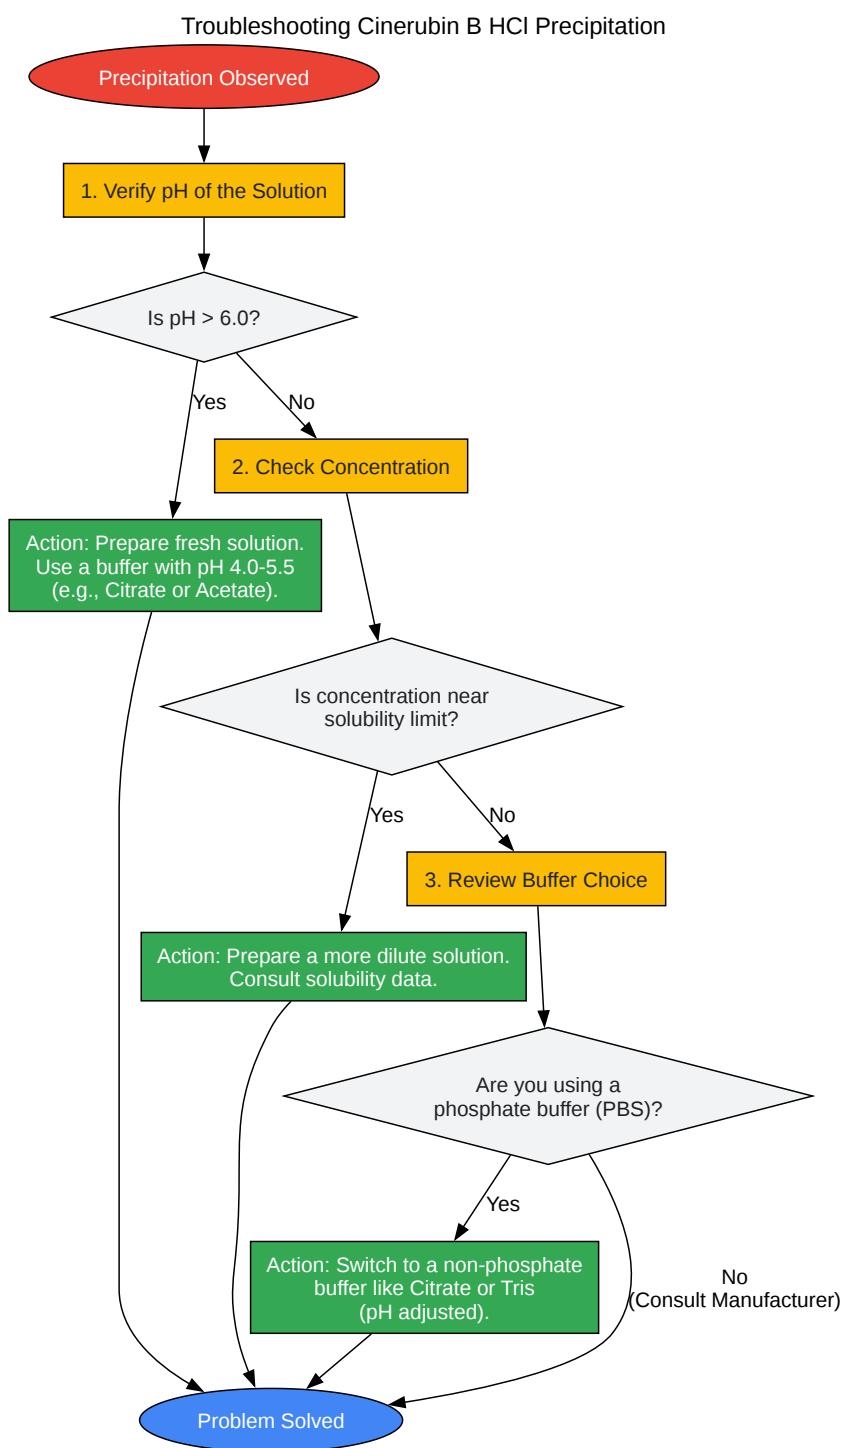 Troubleshooting Cinerubin B HCl Precipitation
Precipitation Observed
1. Verify pH of the Solution
Is pH > 6.0?
Yes
No
2. Check Concentration
Action: Prepare fresh solution.
Use a buffer with pH 4.0-5.5
(e.g., Citrate or Acetate).
Is concentration near
solubility limit?
Yes
No
3. Review Buffer Choice
Action: Prepare a more dilute solution.
Consult solubility data.
Are you using a
phosphate buffer (PBS)?
Yes
Action: Switch to a non-phosphate
buffer like Citrate or Tris
(pH adjusted).
No
(Consult Manufacturer)
Problem Solved